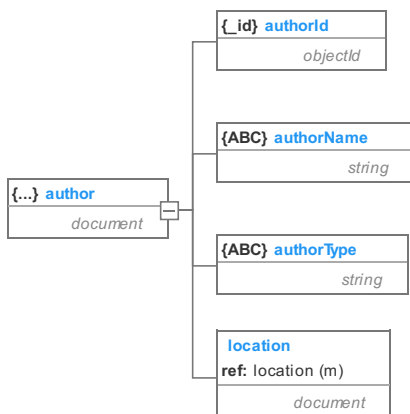 {_id} authorId
objectId
{ABC} authorName
string
{...} author
document
{ABC} authorType
string
location
ref: location (m)
document